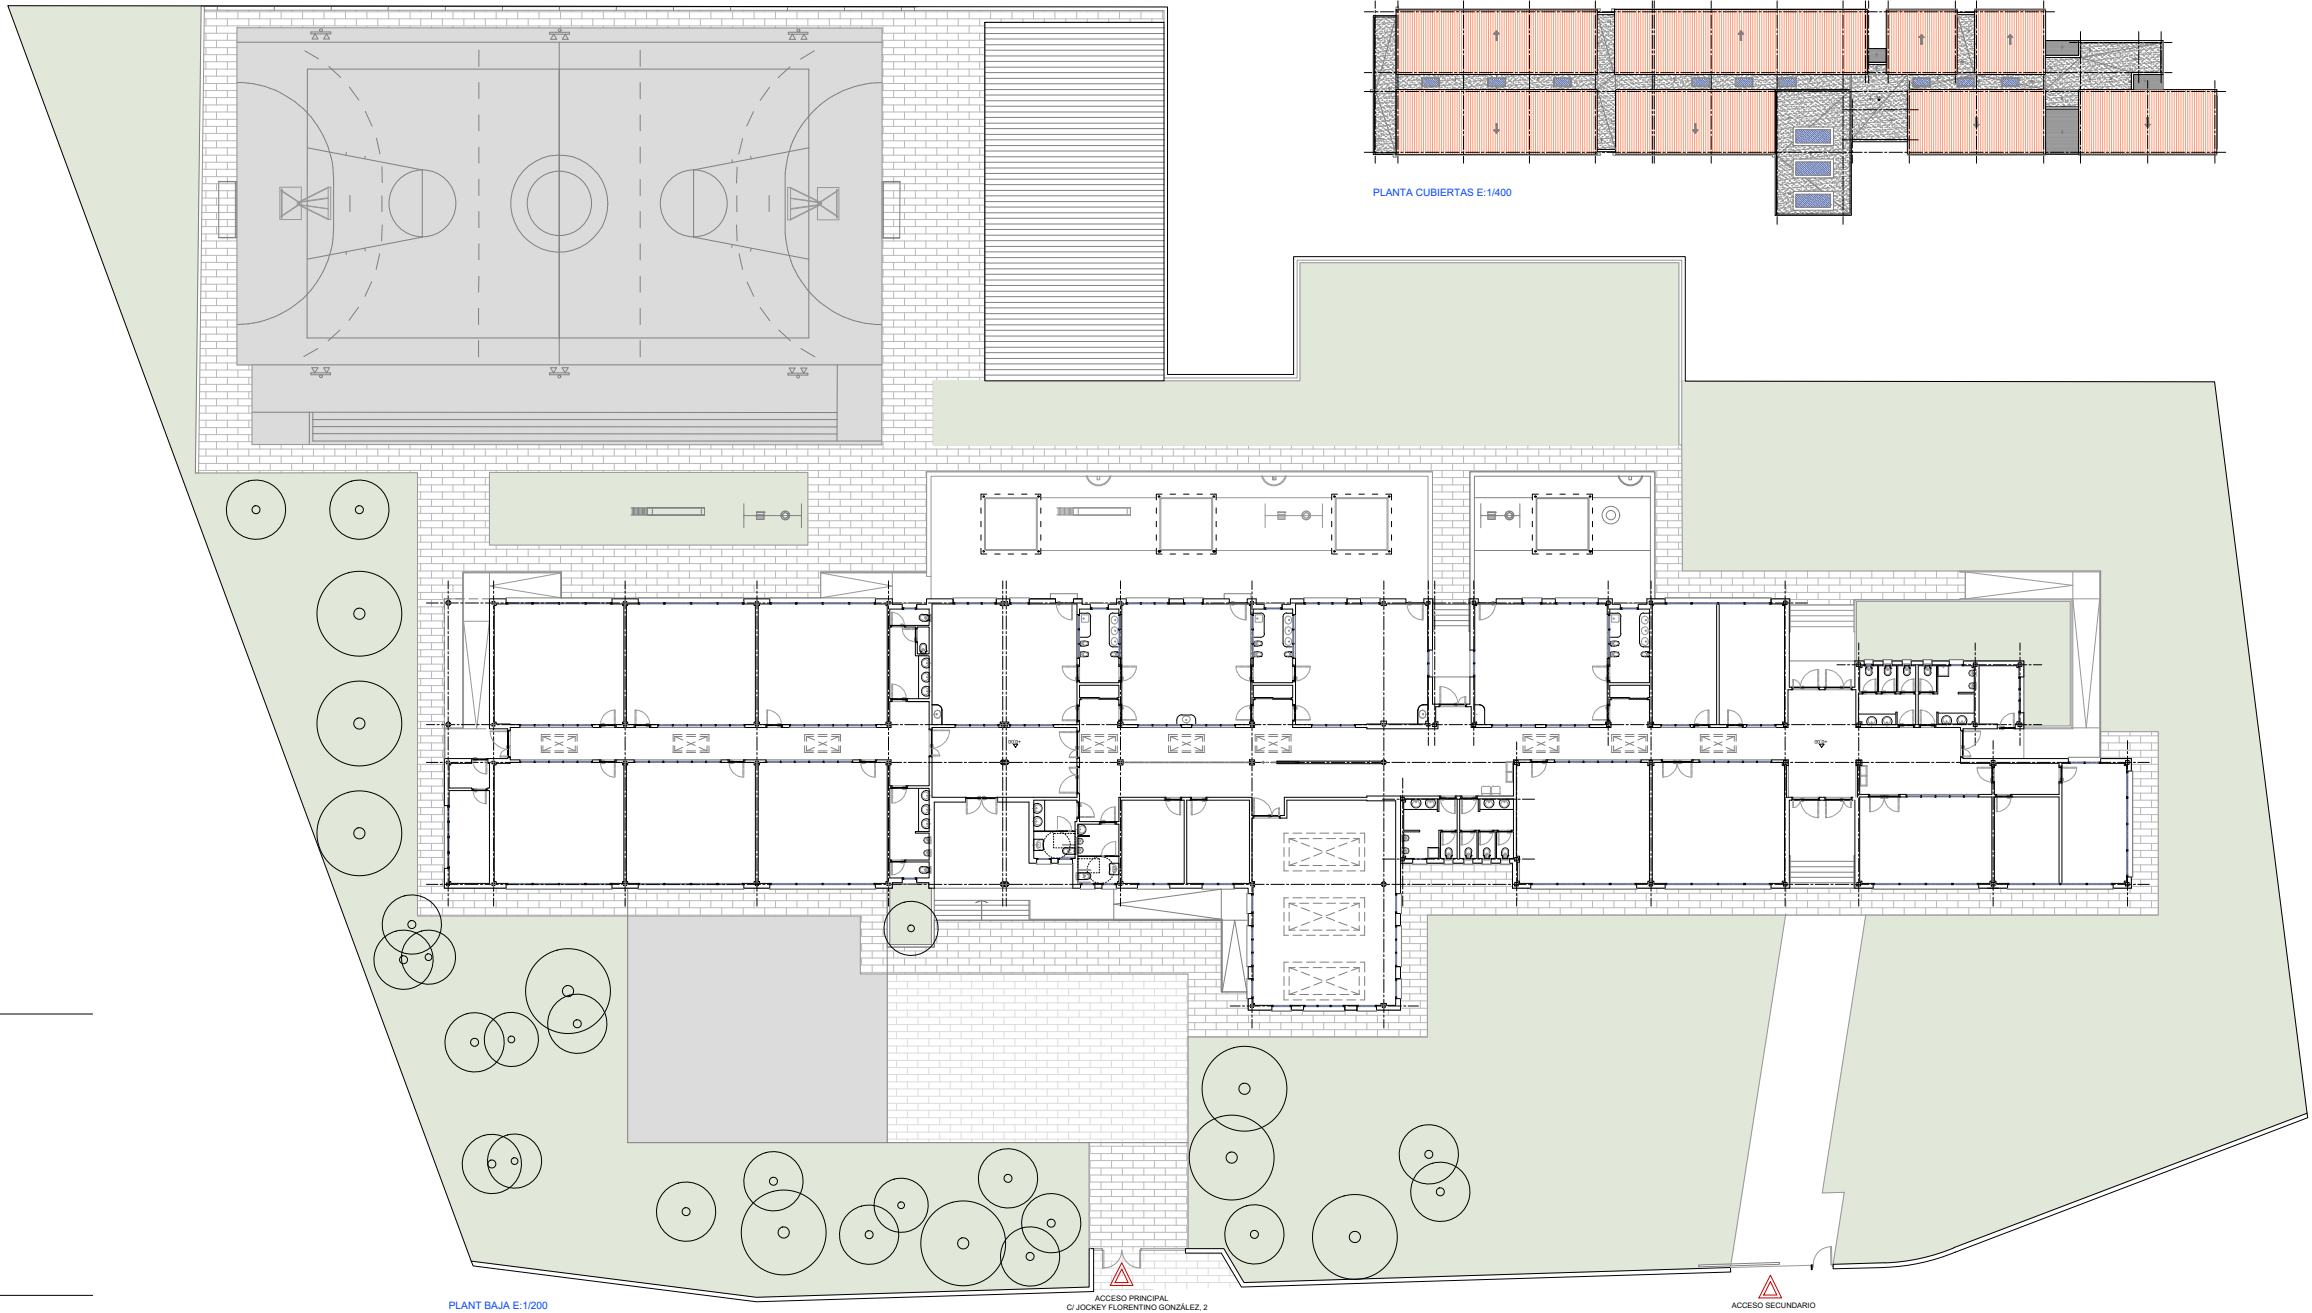 PLANTA CUBIERTAS E:1/400
PLANT BAJA E:1/200
ACCESO PRINCIPAL
C/ JOCKEY FLORENTINO GONZÁLEZ, 2
ACCESO SECUNDARIO